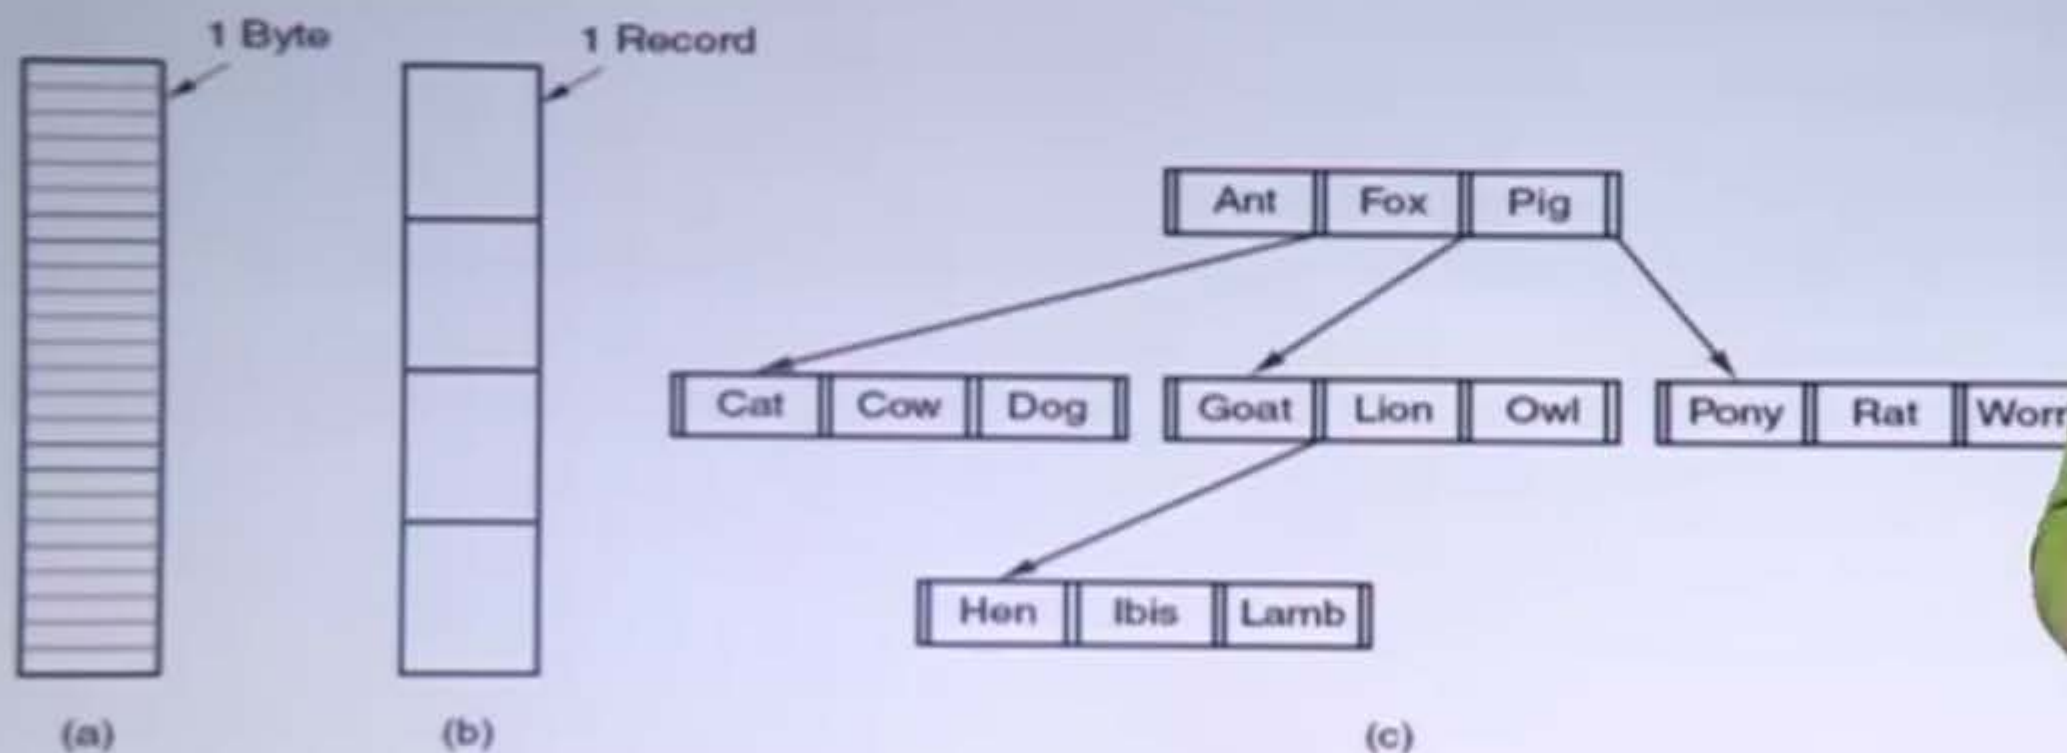 1 Byte
1 Record
Ant Fox Pig
Cat Cow Dog
Goat Lion Owl
Pony Rat
Hen Ibis Lamb
(a) (b) (c)